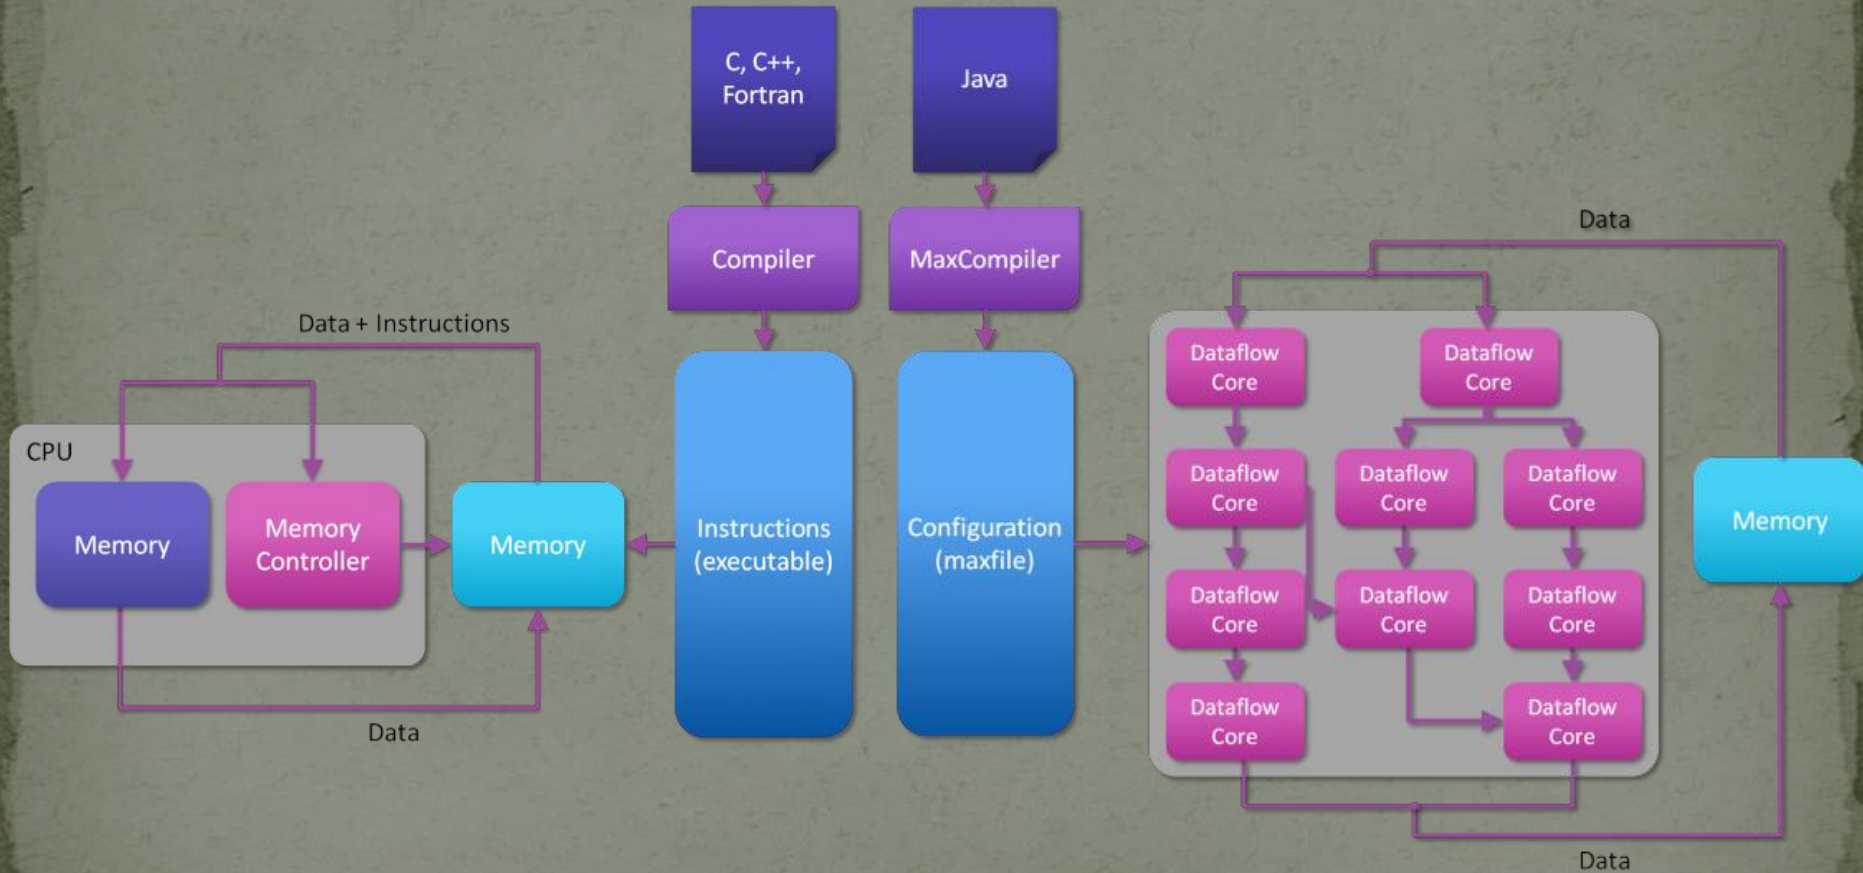 C, C++,
Fortran
Java
Compiler
MaxCompiler
Data + Instructions
CPU
Memory
Memory
Controller
Memory
Data
Instructions
(executable)
Configuration
(maxfile)
Data
Dataflow
Core
Dataflow
Core
Dataflow
Core
Dataflow
Core
Dataflow
Core
Dataflow
Core
Dataflow
Core
Dataflow
Core
Dataflow
Core
Dataflow
Core
Memory
Data